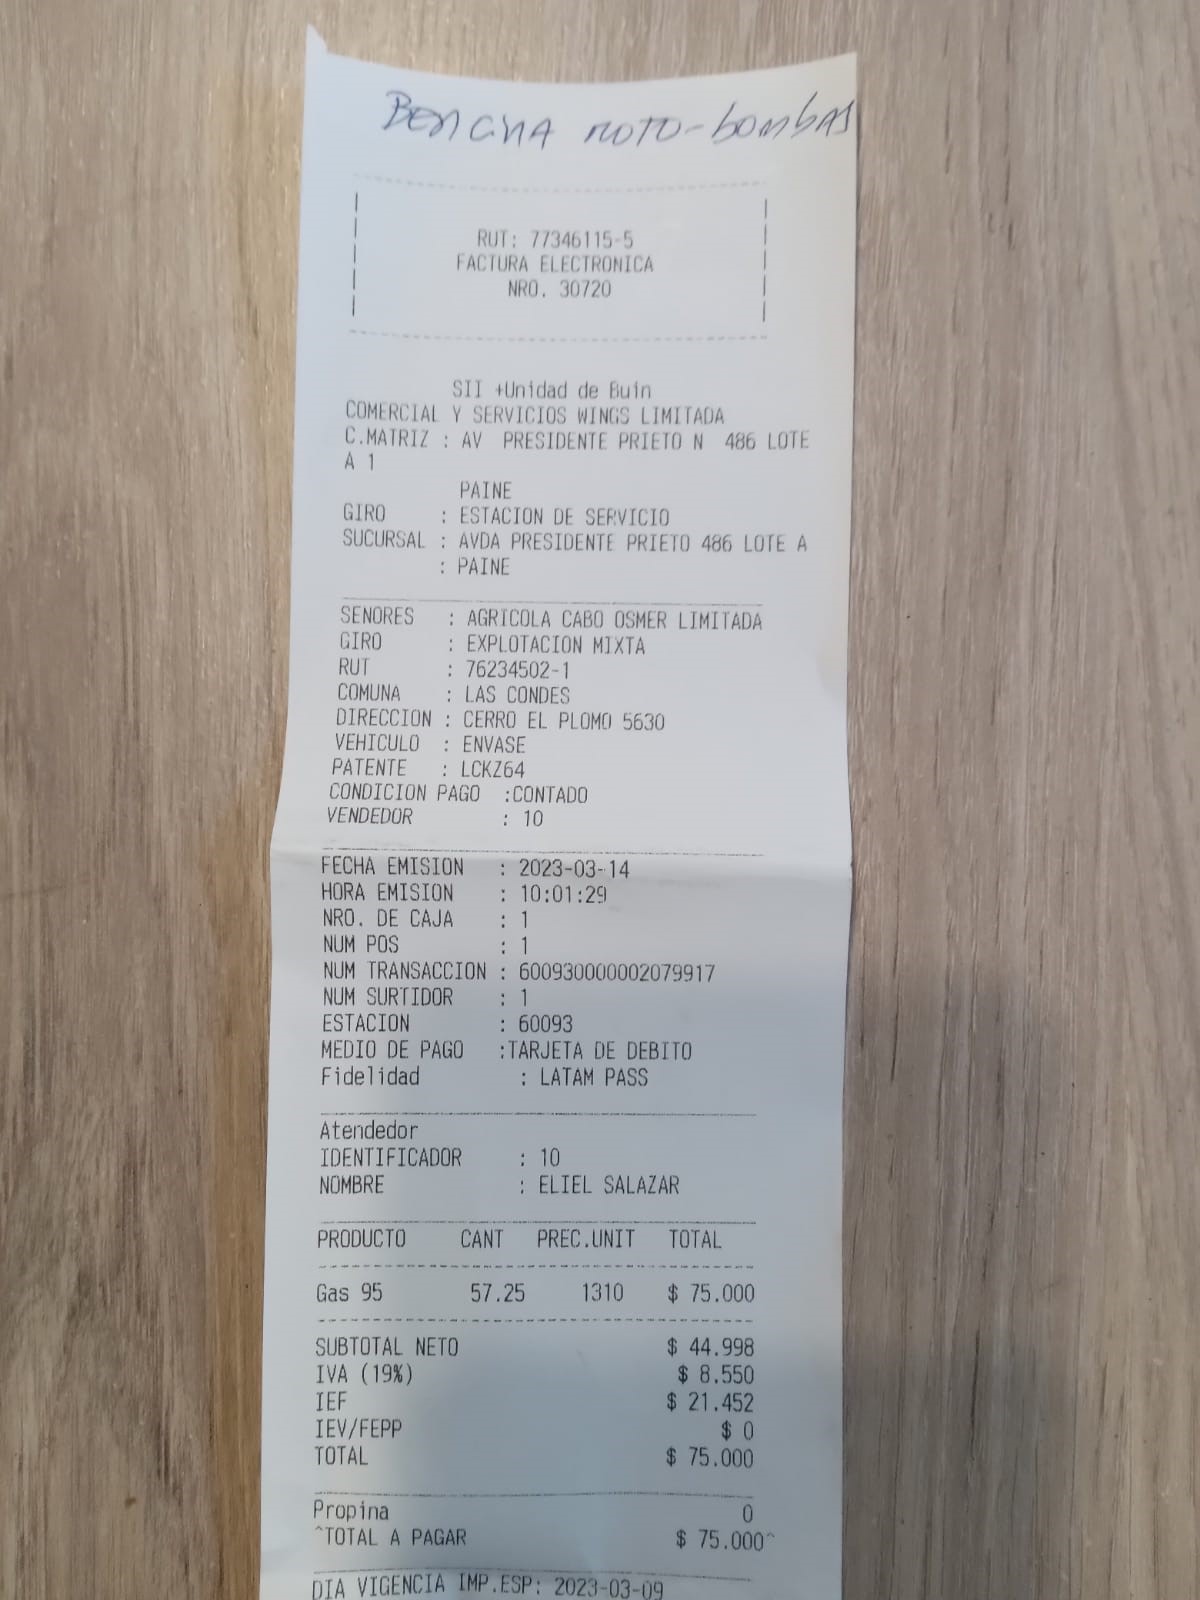 Bencina moto-bombas
RUT: 77346115-5
FACTURA ELECTRONICA
NRO. 30720
SII +Unidad de Buin
COMERCIAL Y SERVICIOS WINGS LIMITADA
C.MATRIZ : AV PRESIDENTE PRIETO N 486 LOTE
A 1
PAINE
GIRO : ESTACION DE SERVICIO
SUCURSAL : AVDA PRESIDENTE PRIETO 486 LOTE A
: PAINE
SENORES : AGRICOLA CABO OSMER LIMITADA
GIRO : EXPLOTACION MIXTA
RUT : 76234502-1
COMUNA : LAS CONDES
DIRECCION : CERRO EL PLOMO 5630
VEHICULO : ENVASE
PATENTE : LCKZ64
CONDICION PAGO :CONTADO
VENDEDOR : 10
FECHA EMISION : 2023-03-14
HORA EMISION : 10:01:29
NRO. DE CAJA : 1
NUM POS : 1
NUM TRANSACCION : 600930000002079917
NUM SURTIDOR : 1
ESTACION : 60093
MEDIO DE PAGO :TARJETA DE DEBITO
Fidelidad : LATAM PASS
Atendedor
IDENTIFICADOR : 10
NOMBRE : ELIEL SALAZAR
PRODUCTO CANT PREC.UNIT TOTAL
Gas 95 57.25 1310 $ 75.000
SUBTOTAL NETO $ 44.998
IVA (19%) $ 8.550
IEF $ 21.452
IEV/FEPP $ 0
TOTAL $ 75.000
Propina 0
^TOTAL A PAGAR $ 75.000^
DIA VIGENCIA IMP.ESP: 2023-03-09